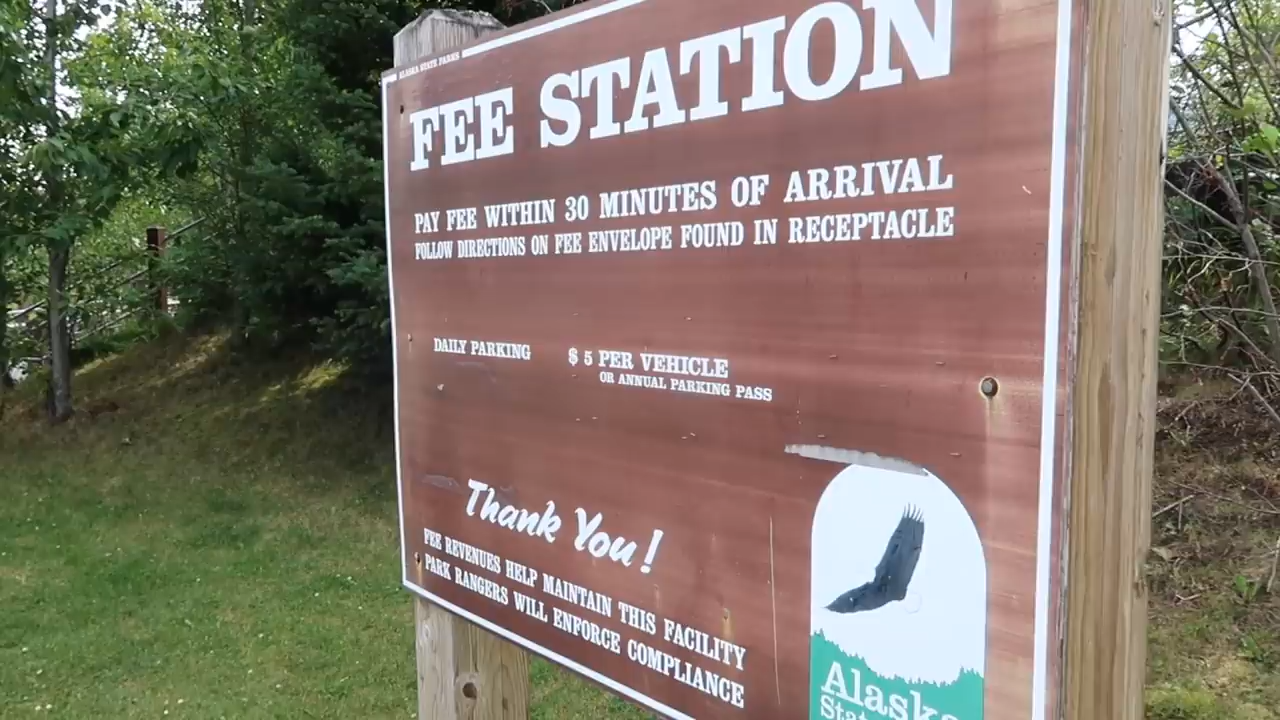 ALASKA STATE PARKS
FEE STATION
PAY FEE WITHIN 30 MINUTES OF ARRIVAL
FOLLOW DIRECTIONS ON FEE ENVELOPE FOUND IN RECEPTACLE
DAILY PARKING $ 5 PER VEHICLE
OR ANNUAL PARKING PASS
Thank You!
FEE REVENUES HELP MAINTAIN THIS FACILITY
PARK RANGERS WILL ENFORCE COMPLIANCE
Alaska